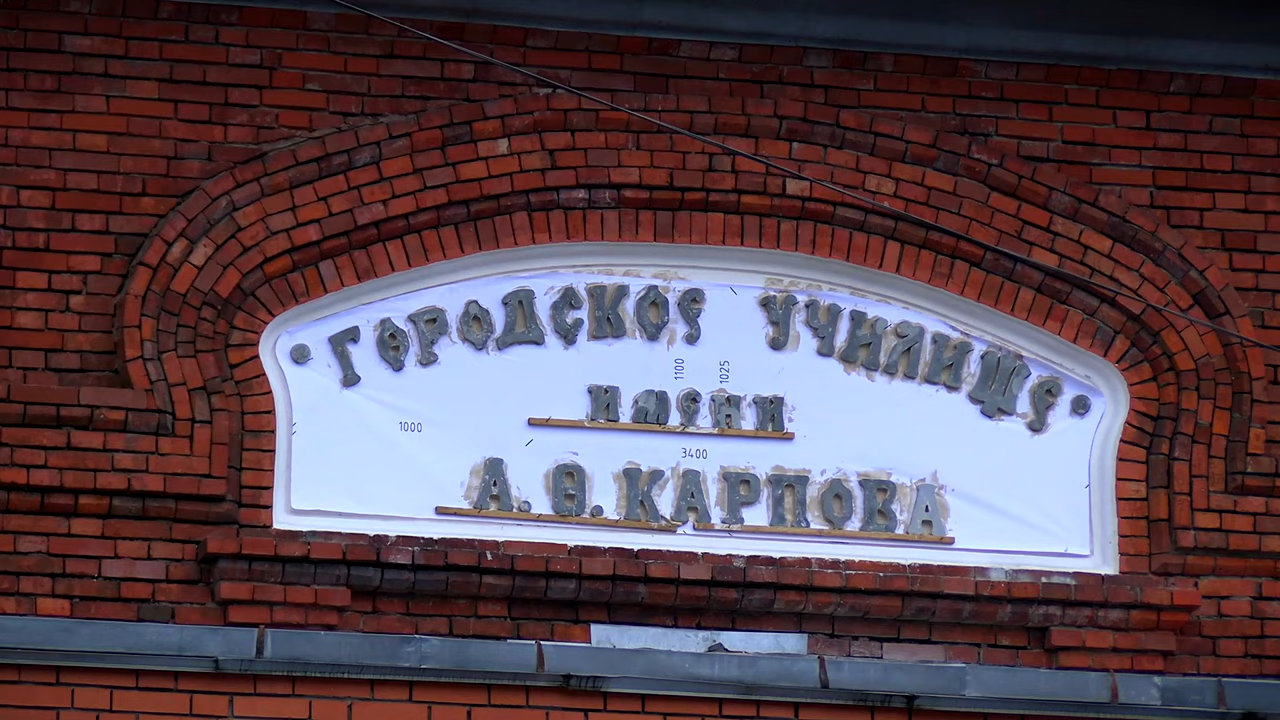 • ГОРОДСКОЕ УЧИЛИЩЕ •
1100 1025
ИМЕНИ
1000
3400
А. Ѳ. КАРПОВА